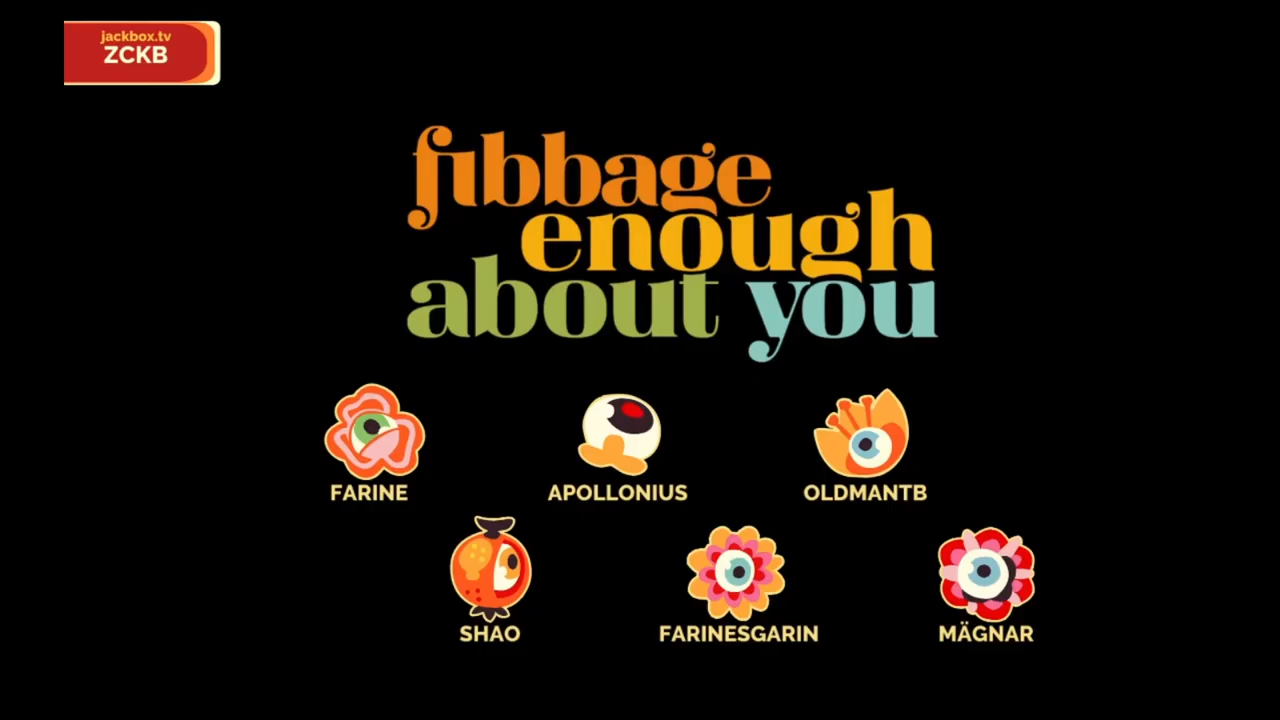 jackbox.tv
ZCKB
fibbage
enough
about you
FARINE
APOLLONIUS
OLDMANTB
SHAO
FARINESGARIN
MÄGNAR